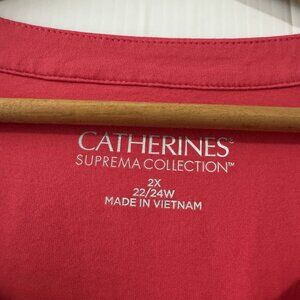 CATHERINES®
SUPREMA COLLECTION™
2X
22/24W
MADE IN VIETNAM